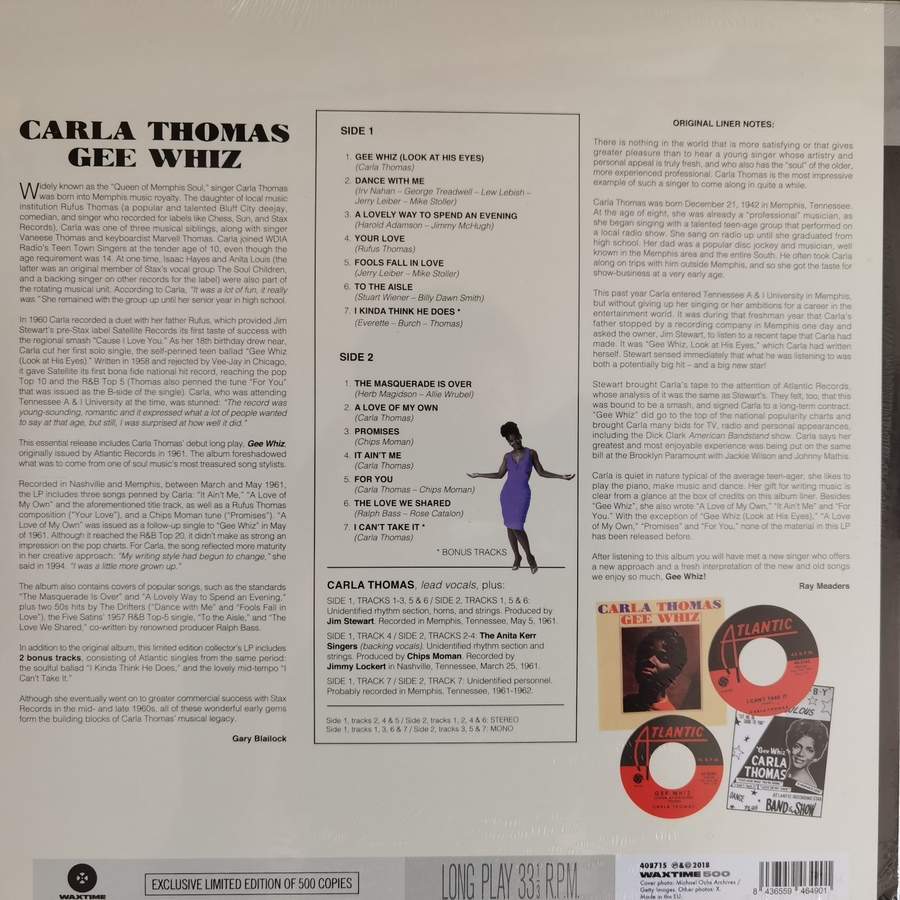 CARLA THOMAS
GEE WHIZ
Widely known as the "Queen of Memphis Soul," singer Carla Thomas
was born into Memphis music royalty. The daughter of local music
institution Rufus Thomas (a popular and talented Bluff City deejay,
comedian, and singer who recorded for labels like Chess, Sun, and Stax
Records), Carla was one of three musical siblings, along with singer
Vaneese Thomas and keyboardist Marvell Thomas. Carla joined WDIA
Radio's Teen Town Singers at the tender age of 10, even though the
age requirement was 14. At one time, Isaac Hayes and Anita Louis (the
latter was an original member of Stax's vocal group The Soul Children,
and a backing singer on other records for the label) were also part of
the rotating musical unit. According to Carla, "It was a lot of fun, it really
was." She remained with the group up until her senior year in high school.
In 1960 Carla recorded a duet with her father Rufus, which provided Jim
Stewart's pre-Stax label Satellite Records its first taste of success with
the regional smash "Cause I Love You." As her 18th birthday drew near,
Carla cut her first solo single, the self-penned teen ballad "Gee Whiz
(Look at His Eyes)." Written in 1958 and rejected by Vee-Jay in Chicago,
it gave Satellite its first bona fide national hit record, reaching the pop
Top 10 and the R&B Top 5 (Thomas also penned the tune "For You"
that was issued as the B-side of the single). Carla, who was attending
Tennessee A & I University at the time, was stunned: "The record was
young-sounding, romantic and it expressed what a lot of people wanted
to say at that age, but still, I was surprised at how well it did."
This essential release includes Carla Thomas' debut long play, Gee Whiz,
originally issued by Atlantic Records in 1961. The album foreshadowed
what was to come from one of soul music's most treasured song stylists.
Recorded in Nashville and Memphis, between March and May 1961,
the LP includes three songs penned by Carla: "It Ain't Me," "A Love of
My Own" and the aforementioned title track, as well as a Rufus Thomas
composition ("Your Love"), and a Chips Moman tune ("Promises"). "A
Love of My Own" was issued as a follow-up single to "Gee Whiz" in May
of 1961. Although it reached the R&B Top 20, it didn't make as strong an
impression on the pop charts. For Carla, the song reflected more maturity
in her creative approach: "My writing style had begun to change," she
said in 1994. "I was a little more grown up."
The album also contains covers of popular songs, such as the standards
"The Masquerade Is Over" and "A Lovely Way to Spend an Evening,"
plus two 50s hits by The Drifters ("Dance with Me" and "Fools Fall in
Love"), the Five Satins' 1957 R&B Top-5 single, "To the Aisle," and "The
Love We Shared," co-written by renowned producer Ralph Bass.
In addition to the original album, this limited edition collector's LP includes
2 bonus tracks, consisting of Atlantic singles from the same period:
the soulful ballad "I Kinda Think He Does," and the lovely mid-tempo "I
Can't Take It."
Although she eventually went on to greater commercial success with Stax
Records in the mid- and late 1960s, all of these wonderful early gems
form the building blocks of Carla Thomas' musical legacy.
Gary Blailock
SIDE 1
1. GEE WHIZ (LOOK AT HIS EYES)
(Carla Thomas)
2. DANCE WITH ME
(Irv Nahan – George Treadwell – Lew Lebish –
Jerry Leiber – Mike Stoller)
3. A LOVELY WAY TO SPEND AN EVENING
(Harold Adamson – Jimmy McHugh)
4. YOUR LOVE
(Rufus Thomas)
5. FOOLS FALL IN LOVE
(Jerry Leiber – Mike Stoller)
6. TO THE AISLE
(Stuart Wiener – Billy Dawn Smith)
7. I KINDA THINK HE DOES *
(Everette – Burch – Thomas)
SIDE 2
1. THE MASQUERADE IS OVER
(Herb Magidson – Allie Wrubel)
2. A LOVE OF MY OWN
(Carla Thomas)
3. PROMISES
(Chips Moman)
4. IT AIN'T ME
(Carla Thomas)
5. FOR YOU
(Carla Thomas – Chips Moman)
6. THE LOVE WE SHARED
(Ralph Bass – Rose Catalon)
7. I CAN'T TAKE IT *
(Carla Thomas)
* BONUS TRACKS
CARLA THOMAS, lead vocals, plus:
SIDE 1, TRACKS 1-3, 5 & 6 / SIDE 2, TRACKS 1, 5 & 6:
Unidentified rhythm section, horns, and strings. Produced by
Jim Stewart. Recorded in Memphis, Tennessee, May 5, 1961.
SIDE 1, TRACK 4 / SIDE 2, TRACKS 2-4: The Anita Kerr
Singers (backing vocals). Unidentified rhythm section and
strings. Produced by Chips Moman. Recorded by
Jimmy Lockert in Nashville, Tennessee, March 25, 1961.
SIDE 1, TRACK 7 / SIDE 2, TRACK 7: Unidentified personnel.
Probably recorded in Memphis, Tennessee, 1961-1962.
Side 1, tracks 2, 4 & 5 / Side 2, tracks 1, 2, 4 & 6: STEREO
Side 1, tracks 1, 3, 6 & 7 / Side 2, tracks 3, 5 & 7: MONO
ORIGINAL LINER NOTES:
There is nothing in the world that is more satisfying or that gives
greater pleasure than to hear a young singer whose artistry and
personal appeal is truly fresh, and who also has the "soul" of the older,
more experienced professional. Carla Thomas is the most impressive
example of such a singer to come along in quite a while.
Carla Thomas was born December 21, 1942 in Memphis, Tennessee.
At the age of eight, she was already a "professional" musician, as
she began singing with a talented teen-age group that performed on
a local radio show. She sang on radio up until she graduated from
high school. Her dad was a popular disc jockey and musician, well
known in the Memphis area and the entire South. He often took Carla
along on trips with him outside Memphis, and so she got the taste for
show-business at a very early age.
This past year Carla entered Tennessee A & I University in Memphis,
but without giving up her singing or her ambitions for a career in the
entertainment world. It was during that freshman year that Carla's
father stopped by a recording company in Memphis one day and
asked the owner, Jim Stewart, to listen to a recent tape that Carla had
made. It was "Gee Whiz, Look at His Eyes," which Carla had written
herself. Stewart sensed immediately that what he was listening to was
both a potentially big hit – and a big new star!
Stewart brought Carla's tape to the attention of Atlantic Records,
whose analysis of it was the same as Stewart's. They felt, too, that this
was bound to be a smash, and signed Carla to a long-term contract.
"Gee Whiz" did go to the top of the national popularity charts and
brought Carla many bids for TV, radio and personal appearances,
including the Dick Clark American Bandstand show. Carla says her
greatest and most enjoyable experience was being put on the same
bill at the Brooklyn Paramount with Jackie Wilson and Johnny Mathis.
Carla is quiet in nature typical of the average teen-ager, she likes to
play the piano, make music and dance. Her gift for writing music is
clear from a glance at the box of credits on this album liner. Besides
"Gee Whiz", she also wrote "A Love of My Own," "It Ain't Me" and "For
You." With the exception of "Gee Whiz (Look at His Eyes)," "A Love
of My Own," "Promises" and "For You," none of the material in this LP
has been released before.
After listening to this album you will have met a new singer who offers
a new approach and a fresh interpretation of the new and old songs
we enjoy so much, Gee Whiz!
Ray Meaders
CARLA THOMAS
GEE WHIZ
ATLANTIC
I CAN'T TAKE IT
ATLANTIC
GEE WHIZ
CARLA THOMAS
"Gee Whiz"
CARLA
THOMAS
DANCE
BAND & SHOW
WAXTIME
EXCLUSIVE LIMITED EDITION OF 500 COPIES
LONG PLAY 33 1/3 R.P.M.
408715 ℗&© 2018
WAXTIME500
Cover photo: Michael Ochs Archives /
Getty Images. Other photos: X.
Made in the EU.
8 436559 464901